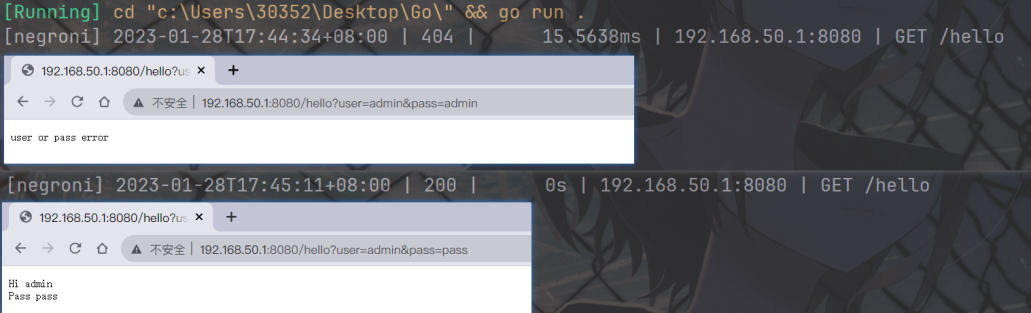 [Running] cd "c:\Users\30352\Desktop\Go\" && go run .
[negroni] 2023-01-28T17:44:34+08:00 | 404 | 15.5638ms | 192.168.50.1:8080 | GET /hello
192.168.50.1:8080/hello?us
不安全 | 192.168.50.1:8080/hello?user=admin&pass=admin
user or pass error
[negroni] 2023-01-28T17:45:11+08:00 | 200 | 0s | 192.168.50.1:8080 | GET /hello
192.168.50.1:8080/hello?us
不安全 | 192.168.50.1:8080/hello?user=admin&pass=pass
Hi admin
Pass pass